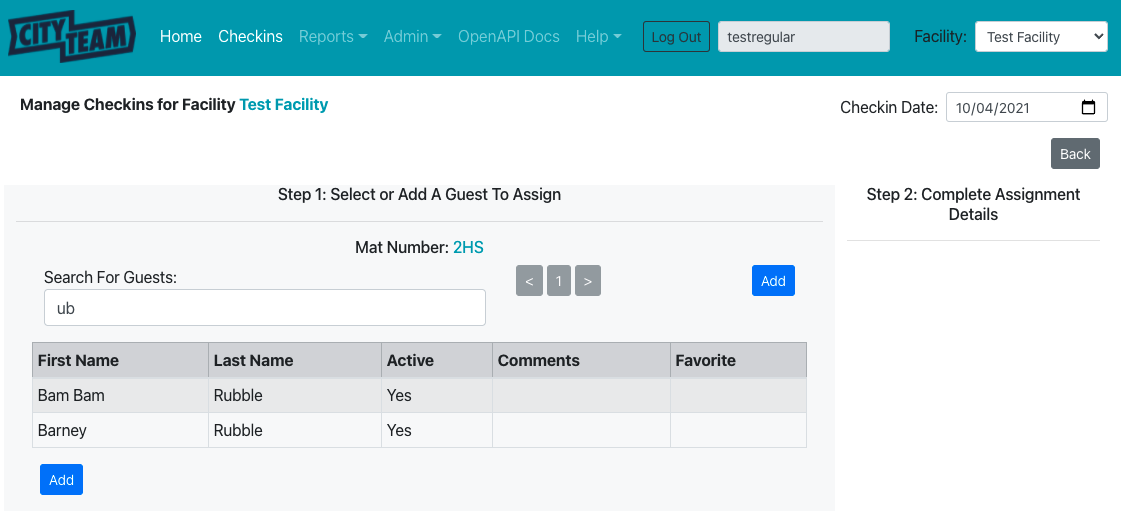 CITY TEAM
Home Checkins Reports Admin OpenAPI Docs Help Log Out testregular Facility: Test Facility
Manage Checkins for Facility Test Facility
Checkin Date: 10/04/2021
Back
Step 1: Select or Add A Guest To Assign
Mat Number: 2HS
Search For Guests:
< 1 >
Add
ub
First Name Last Name Active Comments Favorite
Bam Bam Rubble Yes
Barney Rubble Yes
Add
Step 2: Complete Assignment
Details